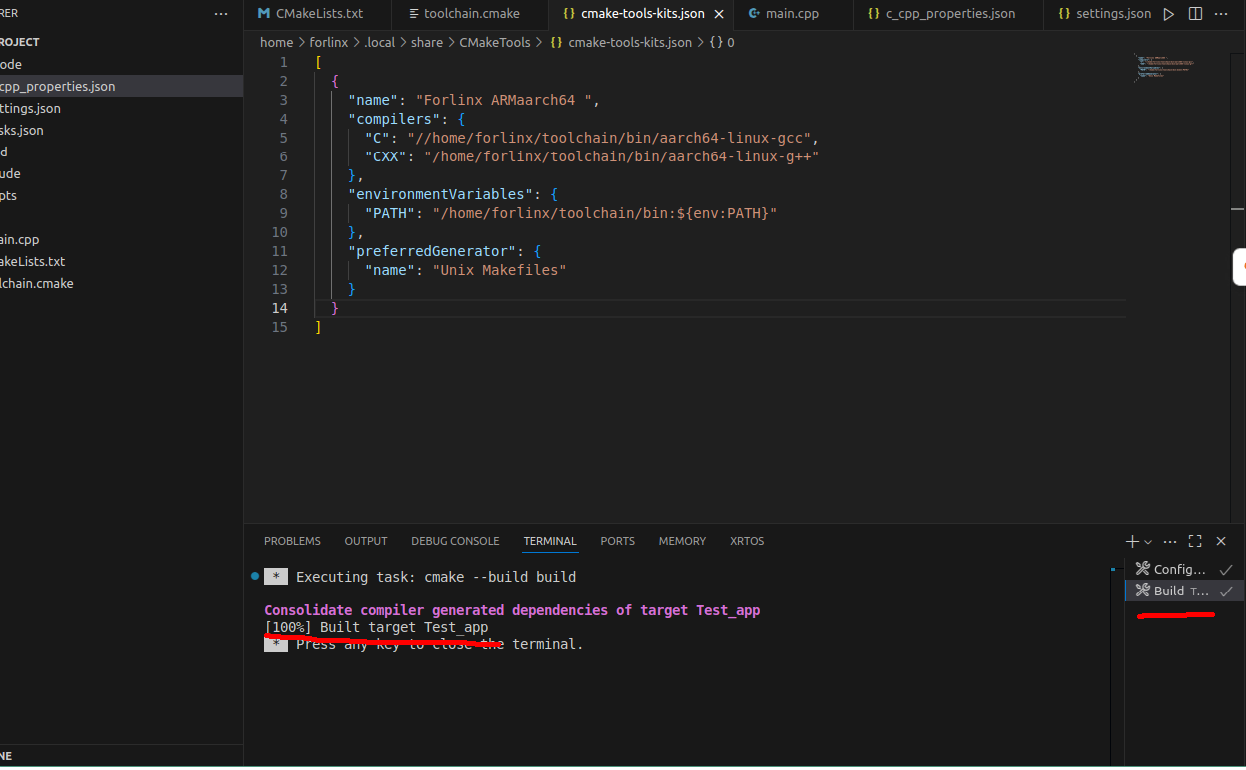 RER
CMakeLists.txt
toolchain.cmake
cmake-tools-kits.json
main.cpp
c_cpp_properties.json
settings.json
ROJECT
ode
cpp_properties.json
ttings.json
sks.json
d
ude
pts
ain.cpp
akeLists.txt
lchain.cmake
NE
home > forlinx > .local > share > CMakeTools > {} cmake-tools-kits.json > {} 0
1 [
2 {
3 "name": "Forlinx ARMaarch64 ",
4 "compilers": {
5 "C": "//home/forlinx/toolchain/bin/aarch64-linux-gcc",
6 "CXX": "/home/forlinx/toolchain/bin/aarch64-linux-g++"
7 },
8 "environmentVariables": {
9 "PATH": "/home/forlinx/toolchain/bin:${env:PATH}"
10 },
11 "preferredGenerator": {
12 "name": "Unix Makefiles"
13 }
14 }
15 ]
PROBLEMS OUTPUT DEBUG CONSOLE TERMINAL PORTS MEMORY XRTOS
* Executing task: cmake --build build
Consolidate compiler generated dependencies of target Test_app
[100%] Built target Test_app
* Press any key to close the terminal.
Config...
Build T...